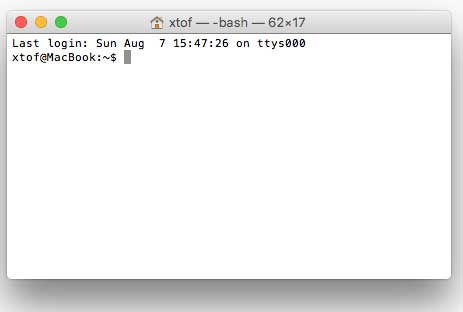 xtof — -bash — 62×17
Last login: Sun Aug  7 15:47:26 on ttys000
xtof@MacBook:~$